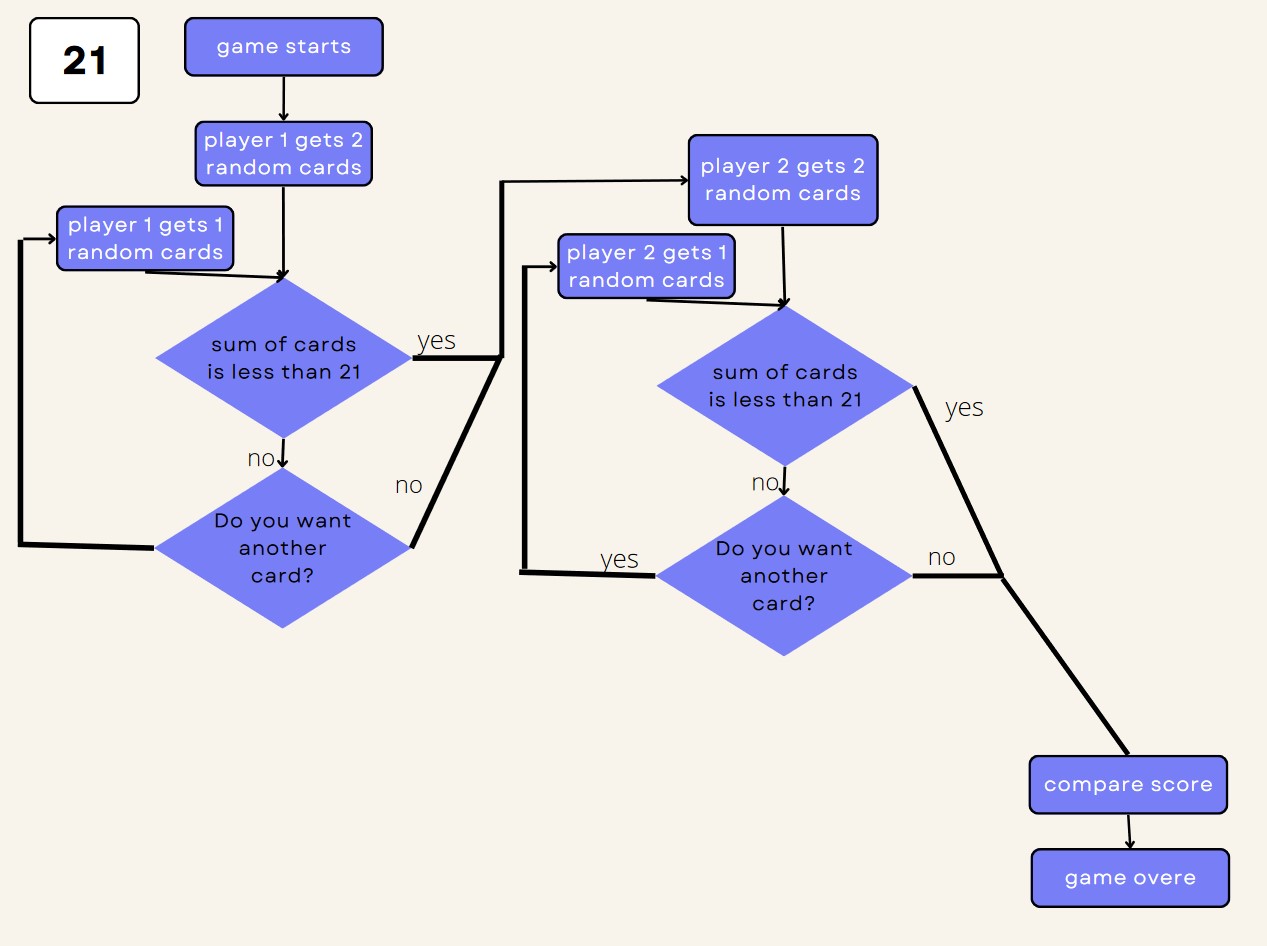 21
game starts
player 1 gets 2
random cards
player 1 gets 1
random cards
sum of cards
is less than 21
yes
no
no
Do you want
another
card?
player 2 gets 2
random cards
player 2 gets 1
random cards
sum of cards
is less than 21
yes
no
yes
Do you want
another
card?
no
compare score
game overe